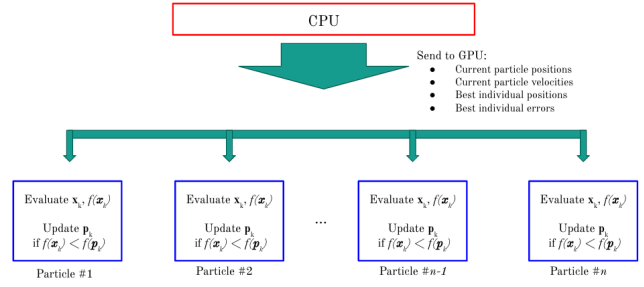 CPU
Send to GPU:
● Current particle positions
● Current particle velocities
● Best individual positions
● Best individual errors
Evaluate xₖ, f(xₖ)
Update pₖ
if f(xₖ) < f(pₖ)
Particle #1
Evaluate xₖ, f(xₖ)
Update pₖ
if f(xₖ) < f(pₖ)
Particle #2
...
Evaluate xₖ, f(xₖ)
Update pₖ
if f(xₖ) < f(pₖ)
Particle #n-1
Evaluate xₖ, f(xₖ)
Update pₖ
if f(xₖ) < f(pₖ)
Particle #n